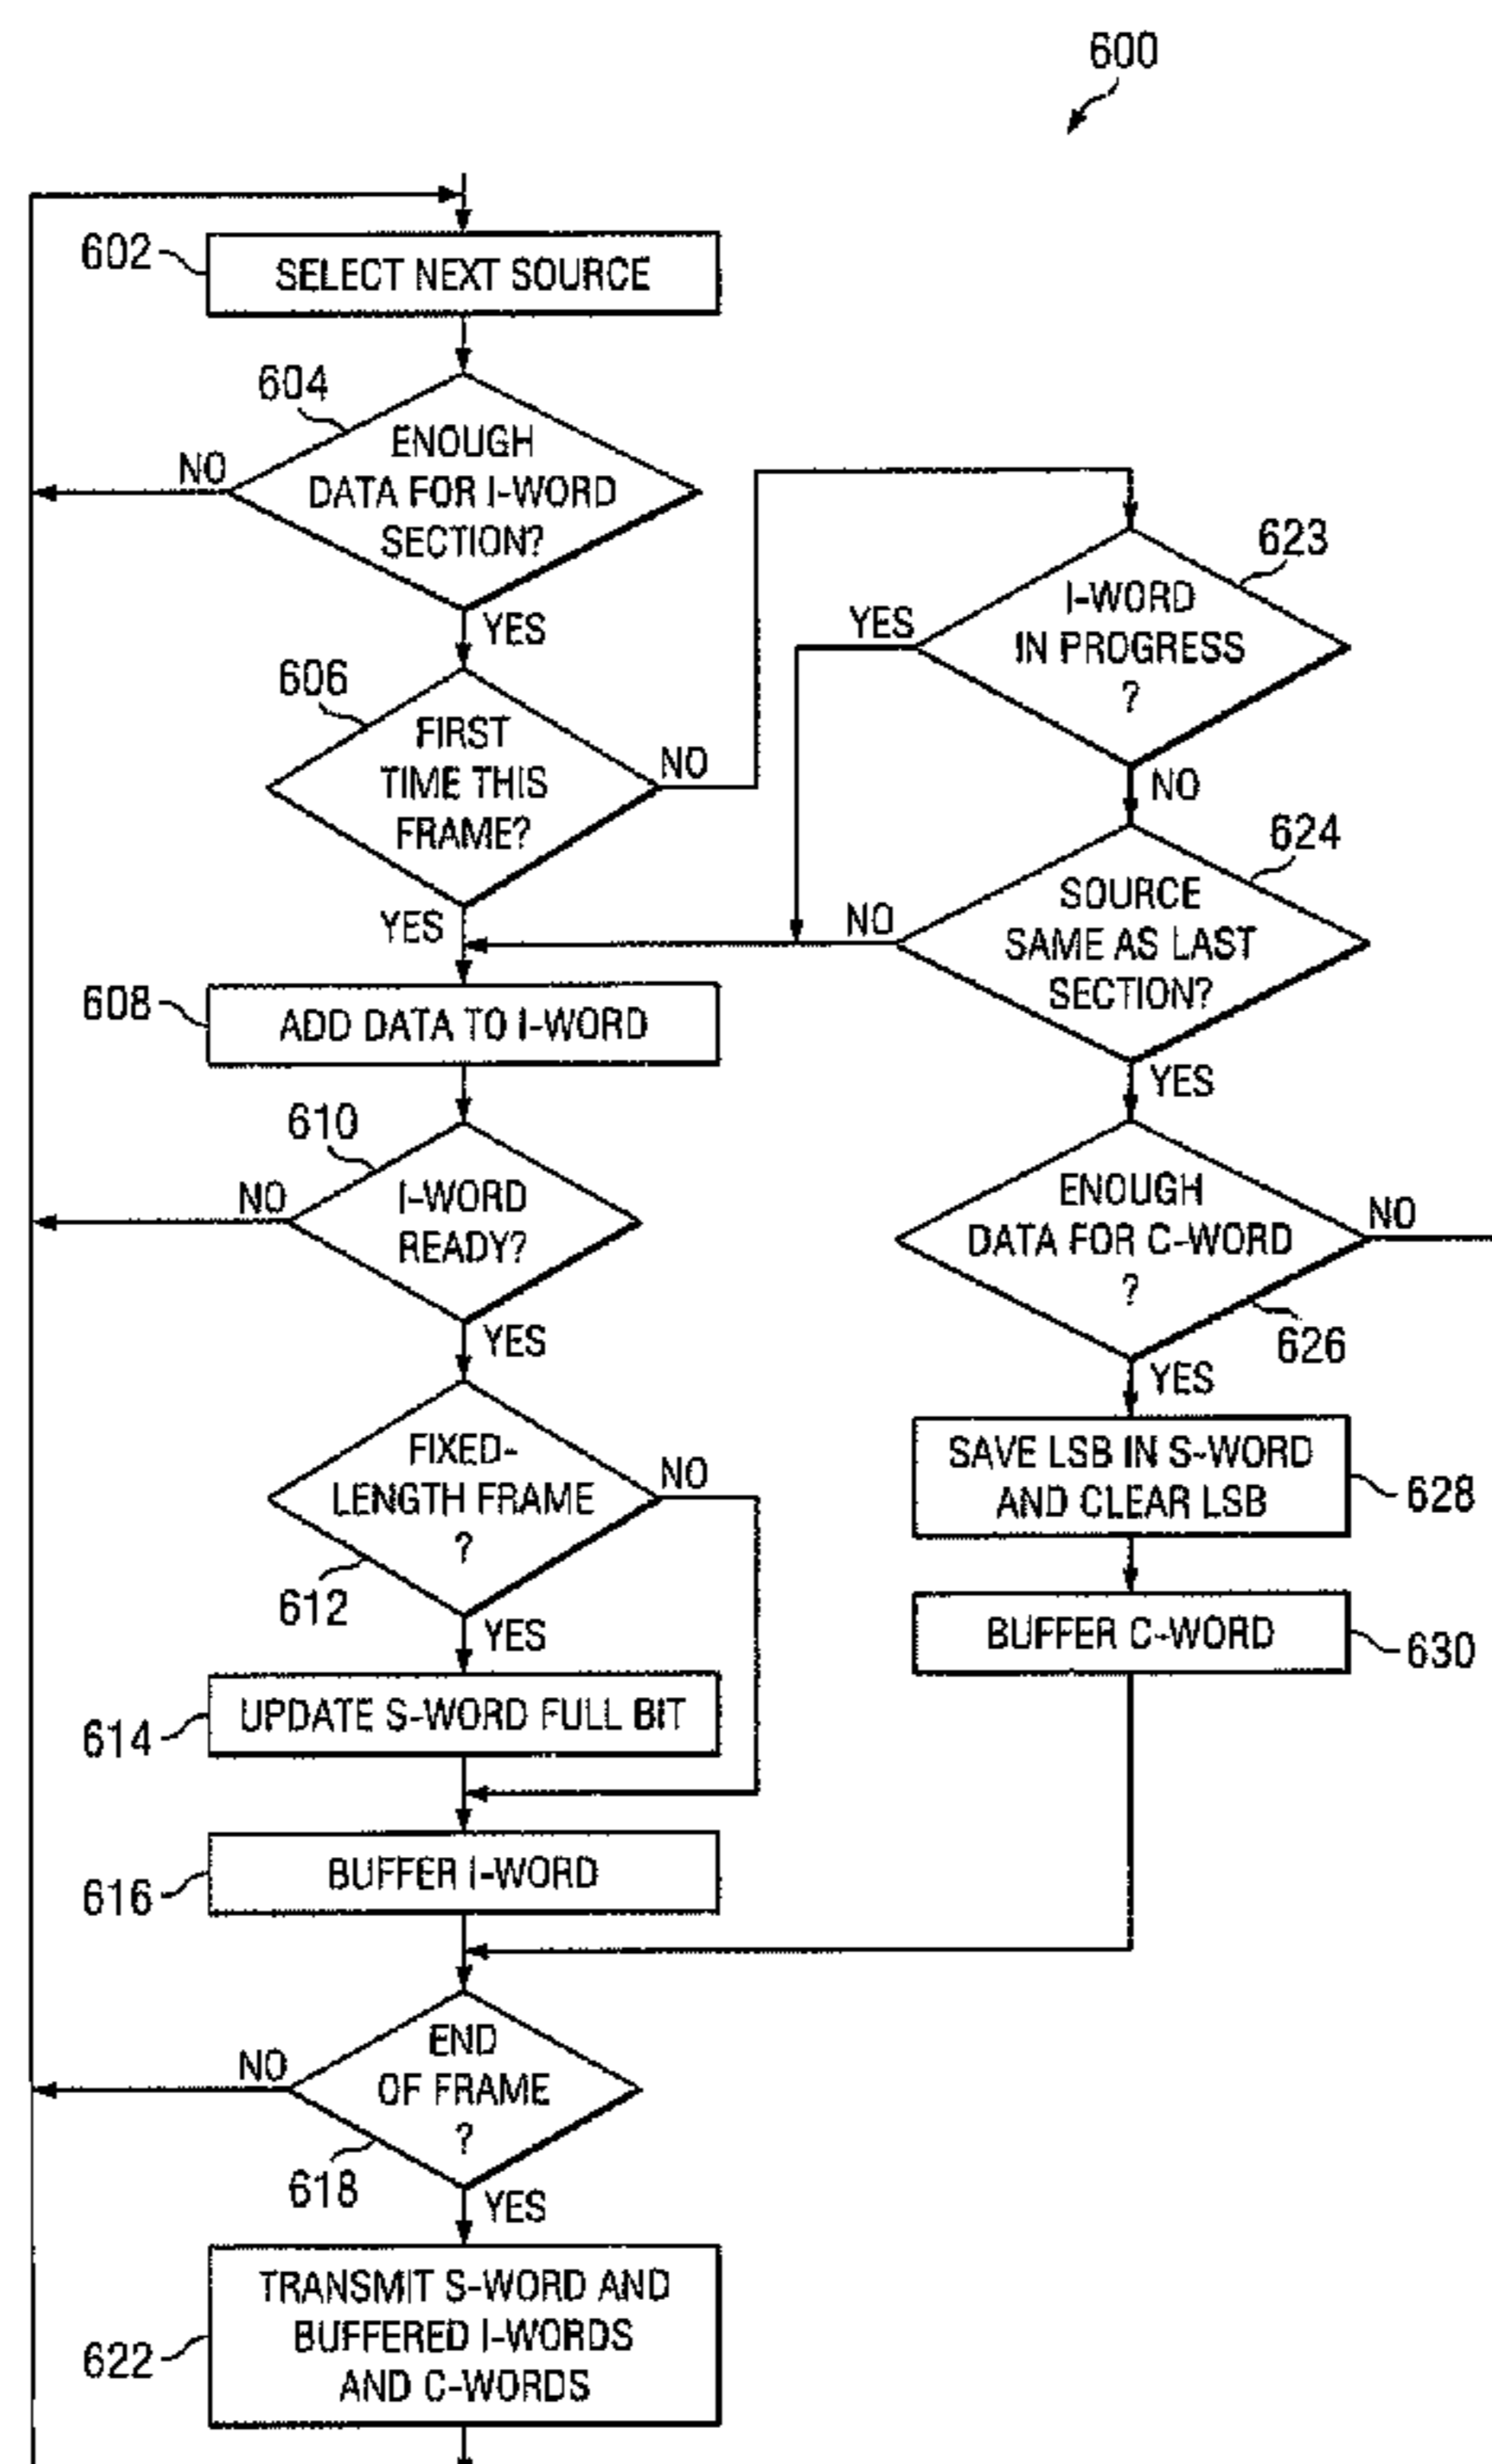 600
602
SELECT NEXT SOURCE
604
ENOUGH
DATA FOR I-WORD
SECTION?
NO
YES
606
FIRST
TIME THIS
FRAME?
NO
YES
623
I-WORD
IN PROGRESS
?
YES
NO
624
SOURCE
SAME AS LAST
SECTION?
NO
YES
608
ADD DATA TO I-WORD
610
I-WORD
READY?
NO
YES
ENOUGH
DATA FOR C-WORD
?
NO
626
YES
FIXED-
LENGTH FRAME
?
NO
612
YES
SAVE LSB IN S-WORD
AND CLEAR LSB
628
BUFFER C-WORD
630
614
UPDATE S-WORD FULL BIT
616
BUFFER I-WORD
END
OF FRAME
?
NO
618
YES
622
TRANSMIT S-WORD AND
BUFFERED I-WORDS
AND C-WORDS